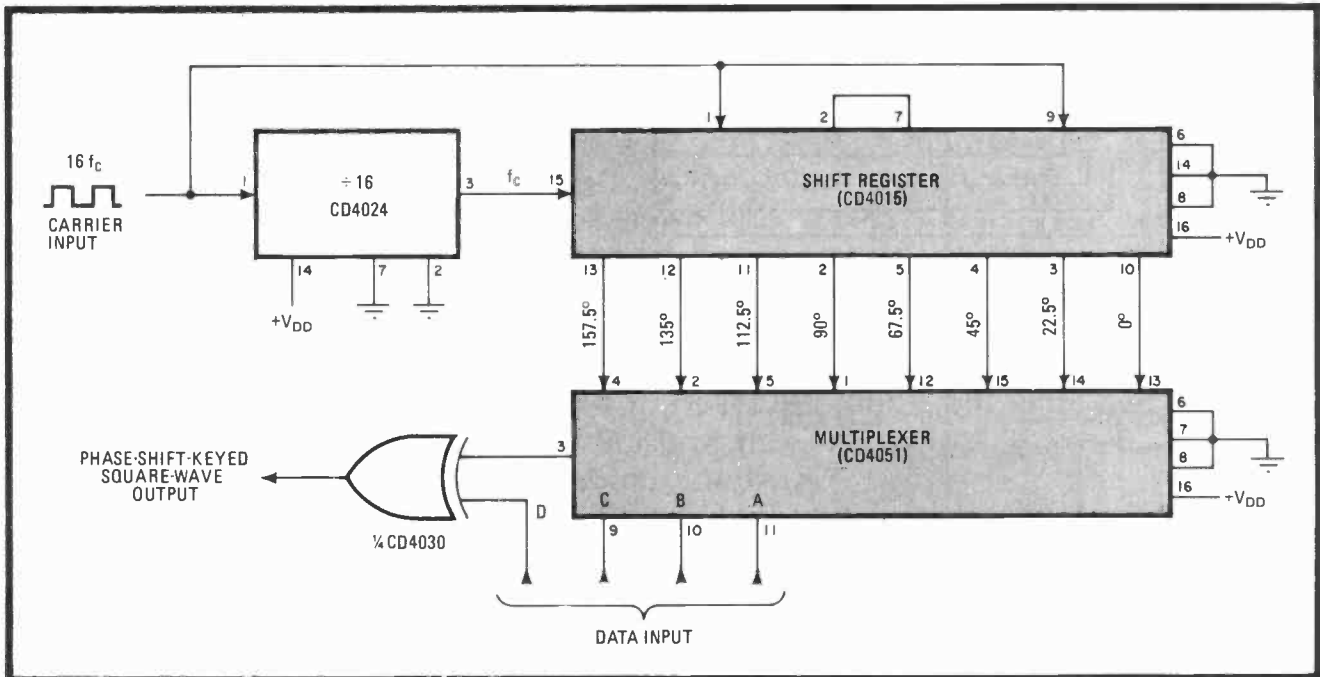 16 fc
CARRIER
INPUT
1
÷ 16
CD4024
3
fc
15
14
7
2
+VDD
1
2
7
9
SHIFT REGISTER
(CD4015)
6
14
8
16
+VDD
13
12
11
2
5
4
3
10
157.5°
135°
112.5°
90°
67.5°
45°
22.5°
0°
4
2
5
1
12
15
14
13
MULTIPLEXER
(CD4051)
6
7
8
16
+VDD
3
C
B
A
9
10
11
D
PHASE-SHIFT-KEYED
SQUARE-WAVE
OUTPUT
¼ CD4030
DATA INPUT